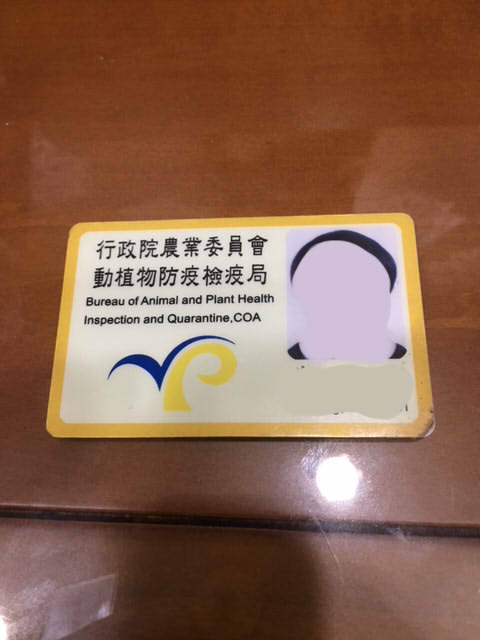 行政院農業委員會
動植物防疫檢疫局
Bureau of Animal and Plant Health
Inspection and Quarantine,COA